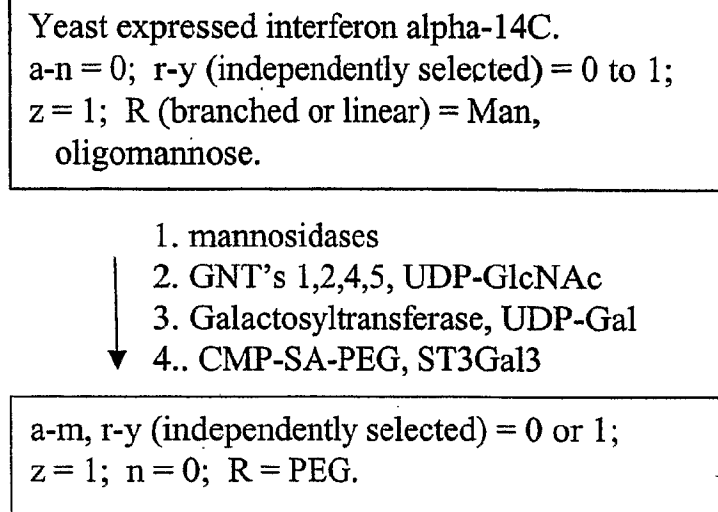 Yeast expressed interferon alpha-14C.
a-n = 0; r-y (independently selected) = 0 to 1;
z = 1; R (branched or linear) = Man,
oligomannose.
1. mannosidases
2. GNT's 1,2,4,5, UDP-GlcNAc
3. Galactosyltransferase, UDP-Gal
4.. CMP-SA-PEG, ST3Gal3
a-m, r-y (independently selected) = 0 or 1;
z = 1; n = 0; R = PEG.